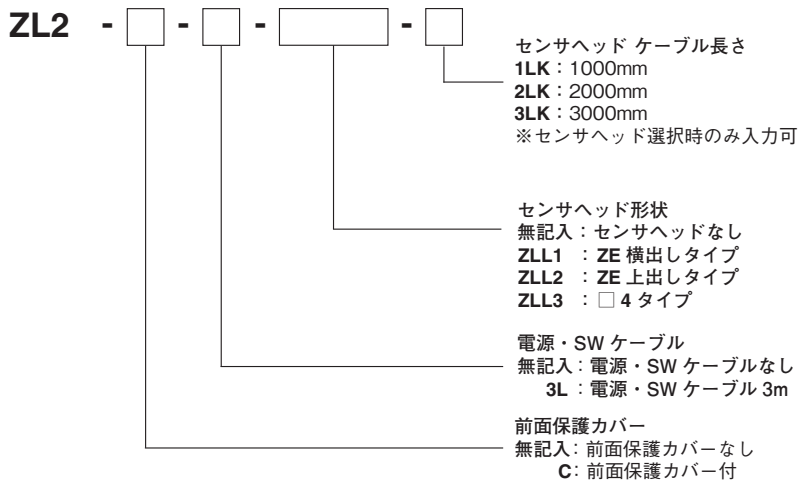 ZL2 - □ - □ - □ - □
センサヘッド ケーブル長さ
1LK：1000mm
2LK：2000mm
3LK：3000mm
※センサヘッド選択時のみ入力可
センサヘッド形状
無記入：センサヘッドなし
ZLL1 ：ZE 横出しタイプ
ZLL2 ：ZE 上出しタイプ
ZLL3 ：□ 4 タイプ
電源・SW ケーブル
無記入：電源・SW ケーブルなし
3L ：電源・SW ケーブル 3m
前面保護カバー
無記入：前面保護カバーなし
C：前面保護カバー付